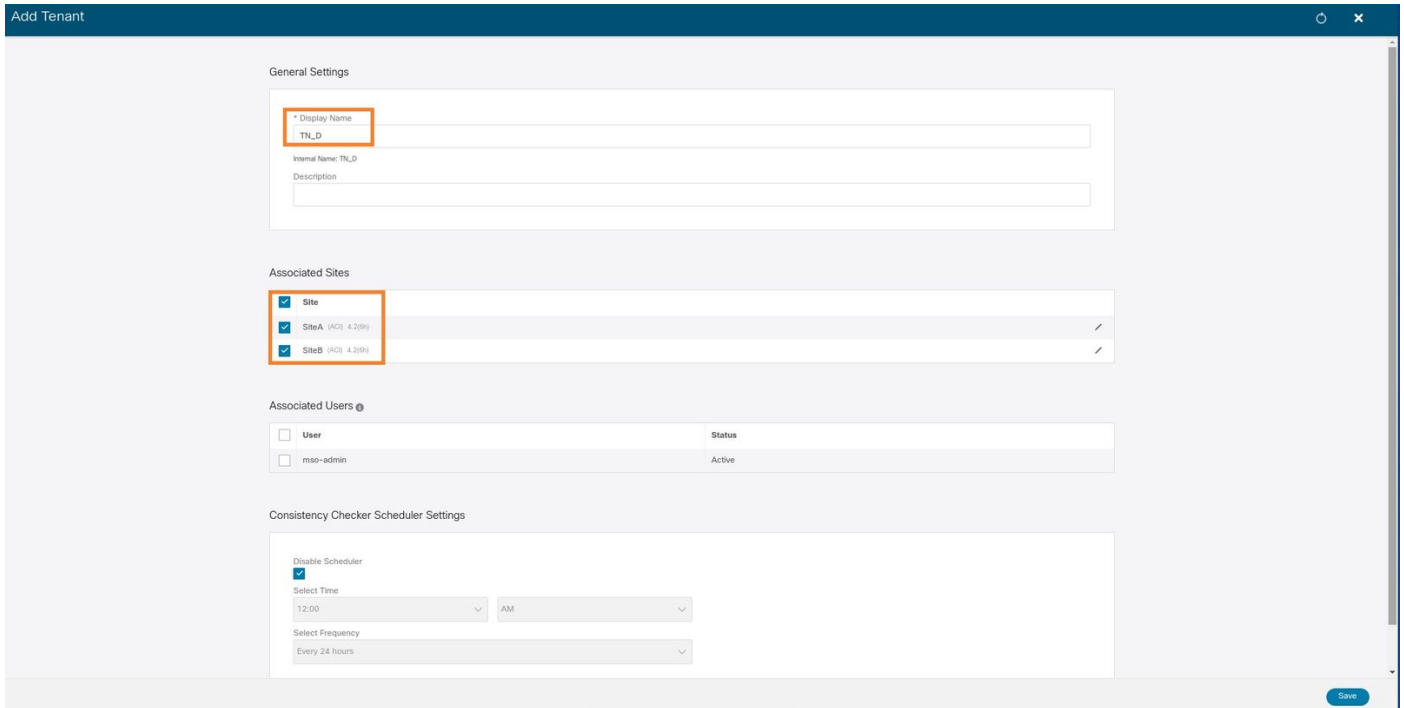 Add Tenant
General Settings
* Display Name
TN_D
Internal Name: TN_D
Description
Associated Sites
Site
SiteA (ACI) 4.2(6h)
SiteB (ACI) 4.2(6h)
Associated Users
User Status
mso-admin Active
Consistency Checker Scheduler Settings
Disable Scheduler
Select Time
12:00 AM
Select Frequency
Every 24 hours
Save